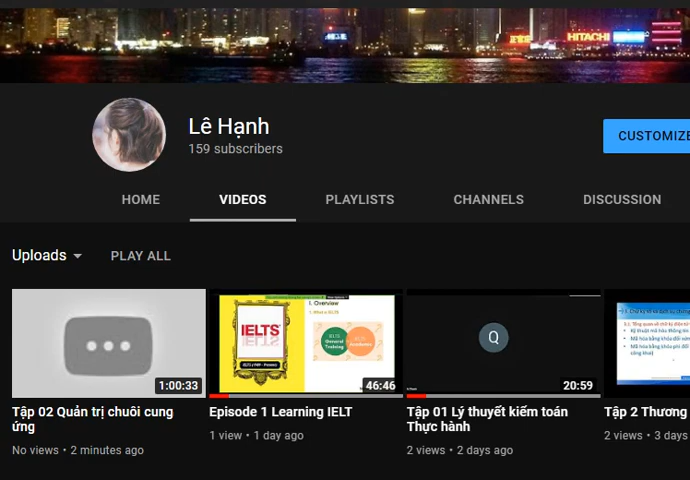 HITACHI
Lê Hạnh
159 subscribers
CUSTOMIZE
HOME
VIDEOS
PLAYLISTS
CHANNELS
DISCUSSION
Uploads
PLAY ALL
1:00:33
I. Overview
IELTS
General
Training
46:46
Q
20:59
Tập 02 Quản trị chuỗi cung
ứng
No views • 2 minutes ago
Episode 1 Learning IELT
1 view • 1 day ago
Tập 01 Lý thuyết kiểm toán
Thực hành
2 views • 2 days ago
Tập 2 Thương
2 views • 3 days